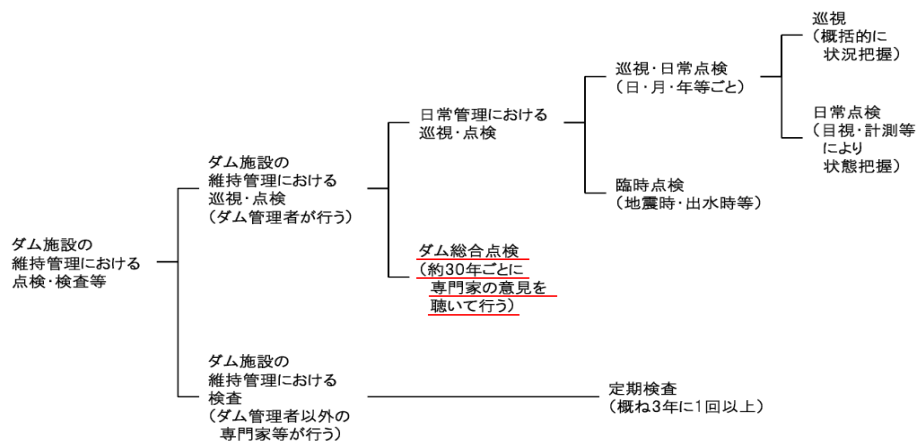 ダム施設の
維持管理における
点検・検査等
ダム施設の
維持管理における
巡視・点検
(ダム管理者が行う)
日常管理における
巡視・点検
巡視・日常点検
(日・月・年等ごと)
巡視
(概括的に
状況把握)
日常点検
(目視・計測等
により
状態把握)
臨時点検
(地震時・出水時等)
ダム総合点検
(約30年ごとに
専門家の意見を
聴いて行う)
ダム施設の
維持管理における
検査
(ダム管理者以外の
専門家等が行う)
定期検査
(概ね3年に1回以上)